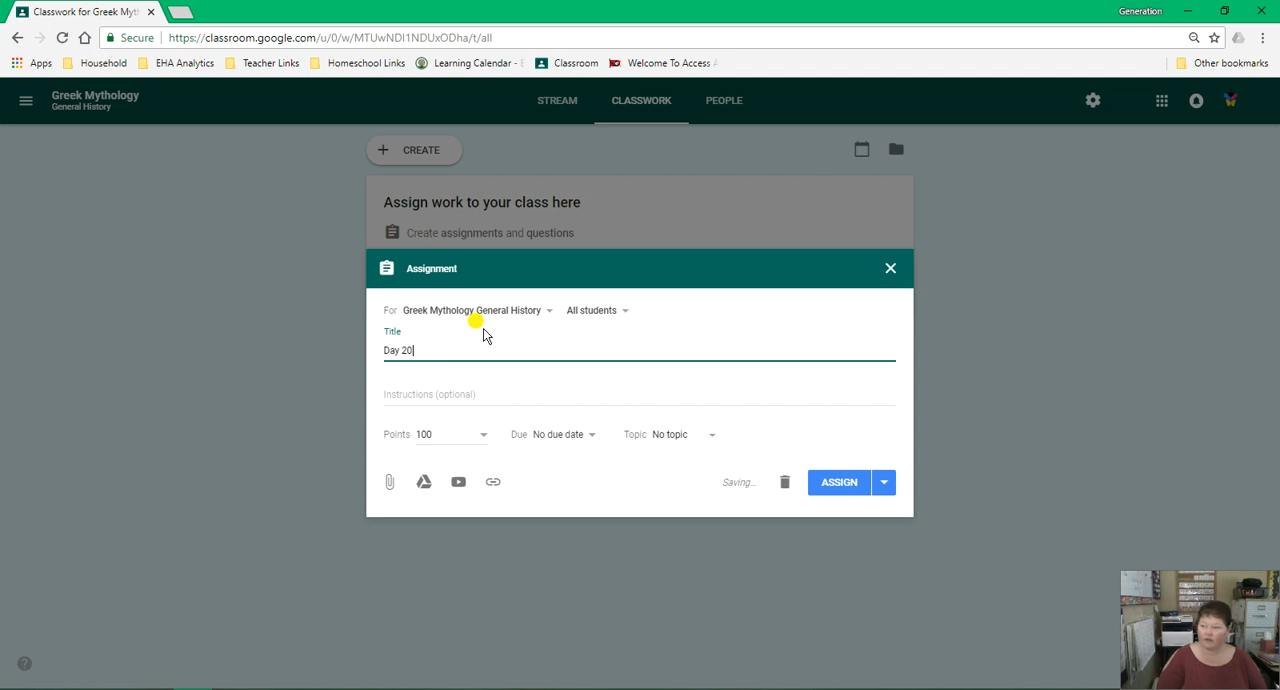 Classwork for Greek Myth
Generation
Secure https://classroom.google.com/u/0/w/MTUwNDI1NDUxODha/t/all
Apps Household EHA Analytics Teacher Links Homeschool Links Learning Calendar - E Classroom Welcome To Access A Other bookmarks
Greek Mythology
General History
STREAM CLASSWORK PEOPLE
CREATE
Assign work to your class here
Create assignments and questions
Assignment
For Greek Mythology General History All students
Title
Day 20
Instructions (optional)
Points 100 Due No due date Topic No topic
Saving... ASSIGN